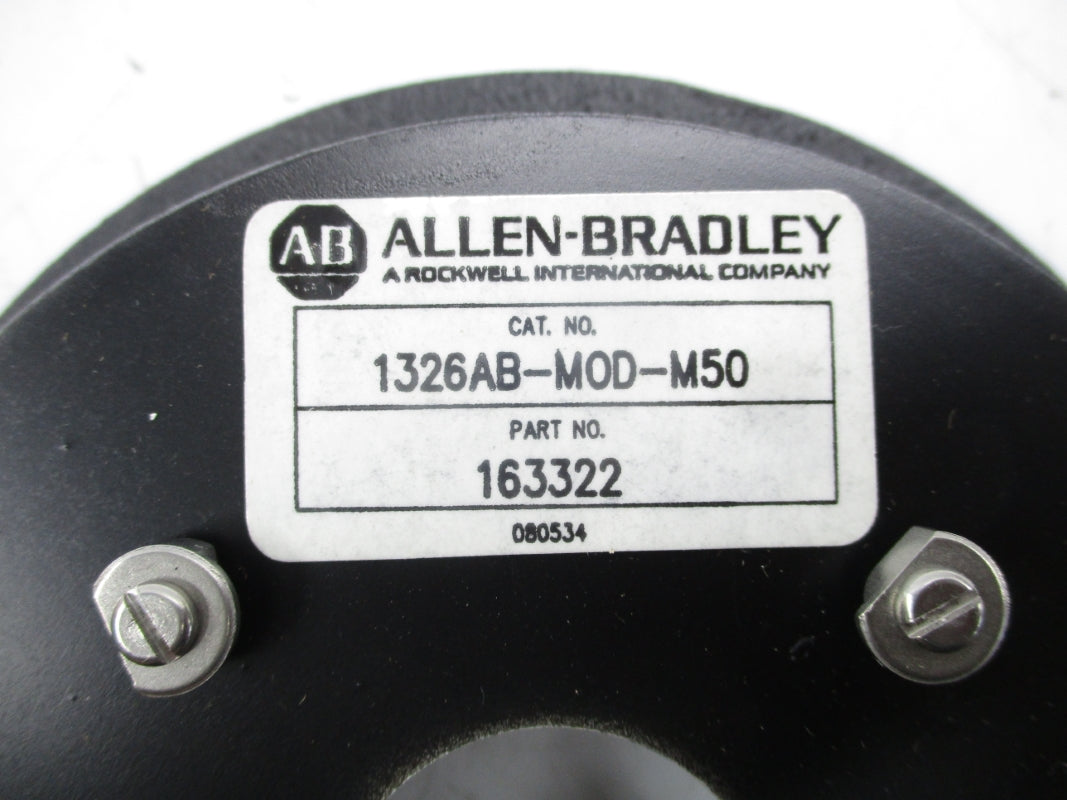 AB ALLEN-BRADLEY
A ROCKWELL INTERNATIONAL COMPANY
CAT. NO.
1326AB-MOD-M50
PART NO.
163322
080534